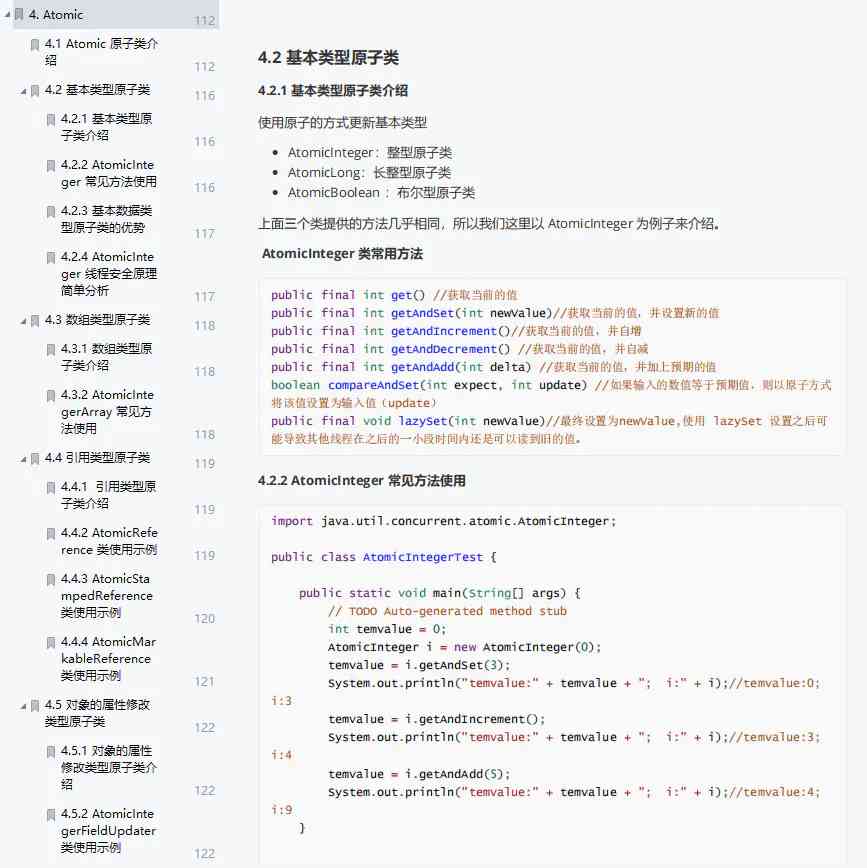 4. Atomic
112
4.1 Atomic 原子类介
绍
112
4.2 基本类型原子类
116
4.2.1 基本类型原
子类介绍
116
4.2.2 AtomicInte
ger 常见方法使用
116
4.2.3 基本数据类
型原子类的优势
117
4.2.4 AtomicInte
ger 线程安全原理
简单分析
117
4.3 数组类型原子类
118
4.3.1 数组类型原
子类介绍
118
4.3.2 AtomicInte
gerArray 常见方
法使用
118
4.4 引用类型原子类
119
4.4.1 引用类型原
子类介绍
119
4.4.2 AtomicRefe
rence 类使用示例
119
4.4.3 AtomicSta
mpedReference
类使用示例
120
4.4.4 AtomicMar
kableReference
类使用示例
121
4.5 对象的属性修改
类型原子类
122
4.5.1 对象的属性
修改类型原子类介
绍
122
4.5.2 AtomicInte
gerFieldUpdater
类使用示例
122
4.2 基本类型原子类
4.2.1 基本类型原子类介绍
使用原子的方式更新基本类型
• AtomicInteger：整型原子类
• AtomicLong：长整型原子类
• AtomicBoolean ：布尔型原子类
上面三个类提供的方法几乎相同，所以我们这里以 AtomicInteger 为例子来介绍。
AtomicInteger 类常用方法
public final int get() //获取当前的值
public final int getAndSet(int newValue)//获取当前的值，并设置新的值
public final int getAndIncrement()//获取当前的值，并自增
public final int getAndDecrement() //获取当前的值，并自减
public final int getAndAdd(int delta) //获取当前的值，并加上预期的值
boolean compareAndSet(int expect, int update) //如果输入的数值等于预期值，则以原子方式
将该值设置为输入值（update）
public final void lazySet(int newValue)//最终设置为newValue,使用 lazySet 设置之后可
能导致其他线程在之后的一小段时间内还是可以读到旧的值。
4.2.2 AtomicInteger 常见方法使用
import java.util.concurrent.atomic.AtomicInteger;
public class AtomicIntegerTest {
public static void main(String[] args) {
// TODO Auto-generated method stub
int temvalue = 0;
AtomicInteger i = new AtomicInteger(0);
temvalue = i.getAndSet(3);
System.out.println("temvalue:" + temvalue + ";  i:" + i);//temvalue:0;
i:3
temvalue = i.getAndIncrement();
System.out.println("temvalue:" + temvalue + ";  i:" + i);//temvalue:3;
i:4
temvalue = i.getAndAdd(5);
System.out.println("temvalue:" + temvalue + ";  i:" + i);//temvalue:4;
i:9
}